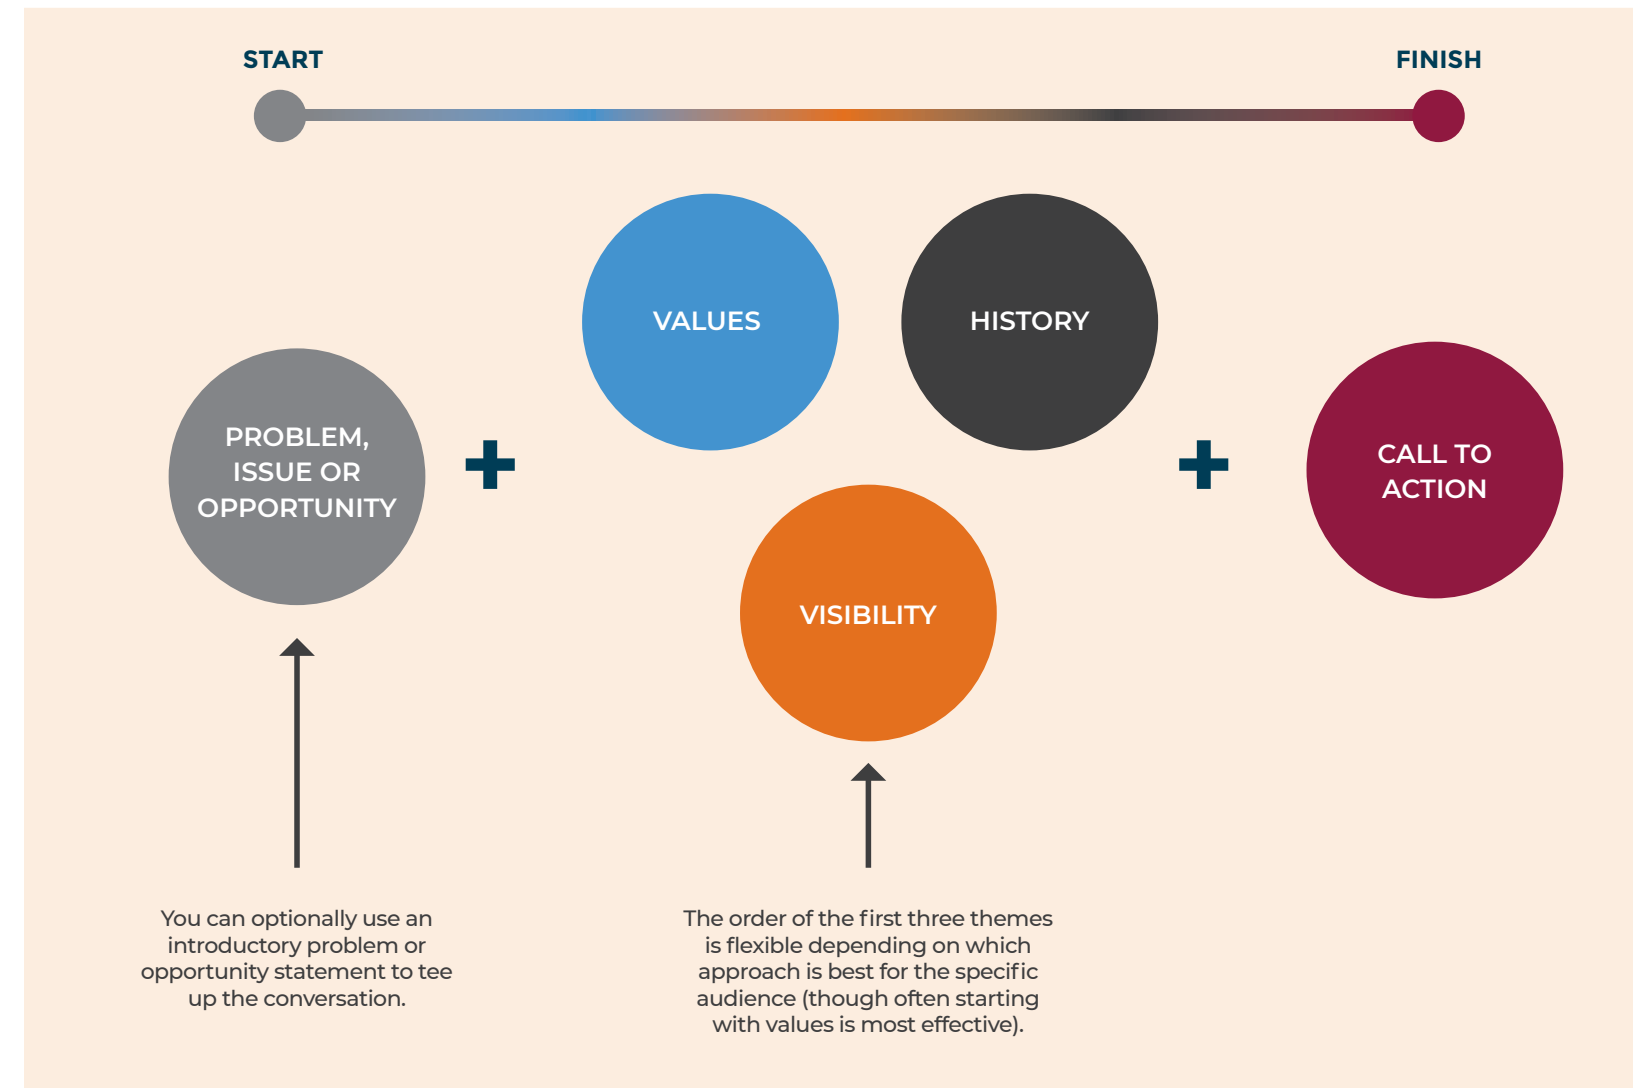 START
FINISH
VALUES
HISTORY
PROBLEM,
ISSUE OR
OPPORTUNITY
CALL TO
ACTION
VISIBILITY
You can optionally use an
introductory problem or
opportunity statement to tee
up the conversation.
The order of the first three themes
is flexible depending on which
approach is best for the specific
audience (though often starting
with values is most effective).